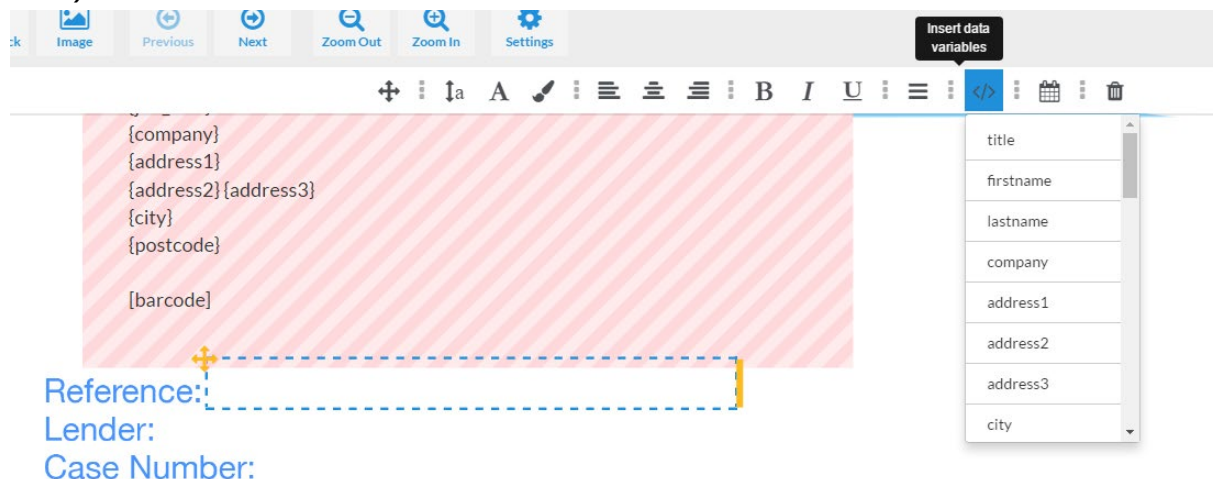 Image
Previous
Next
Zoom Out
Zoom In
Settings
Insert data
variables
a A B I U </>
{company}
{address1}
{address2} {address3}
{city}
{postcode}
[barcode]
Reference:
Lender:
Case Number:
title
firstname
lastname
company
address1
address2
address3
city